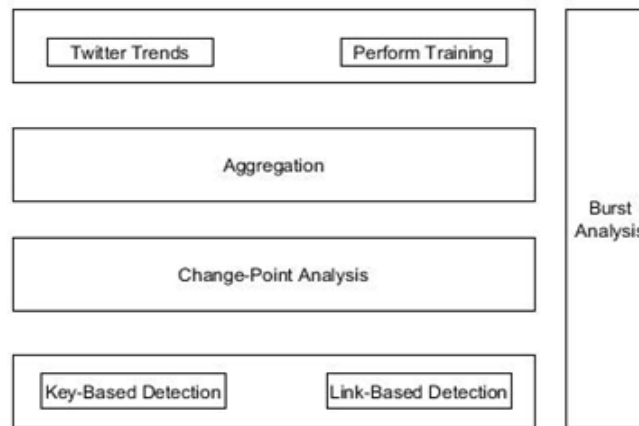 Twitter Trends
Perform Training
Aggregation
Change-Point Analysis
Key-Based Detection
Link-Based Detection
Burst
Analysis